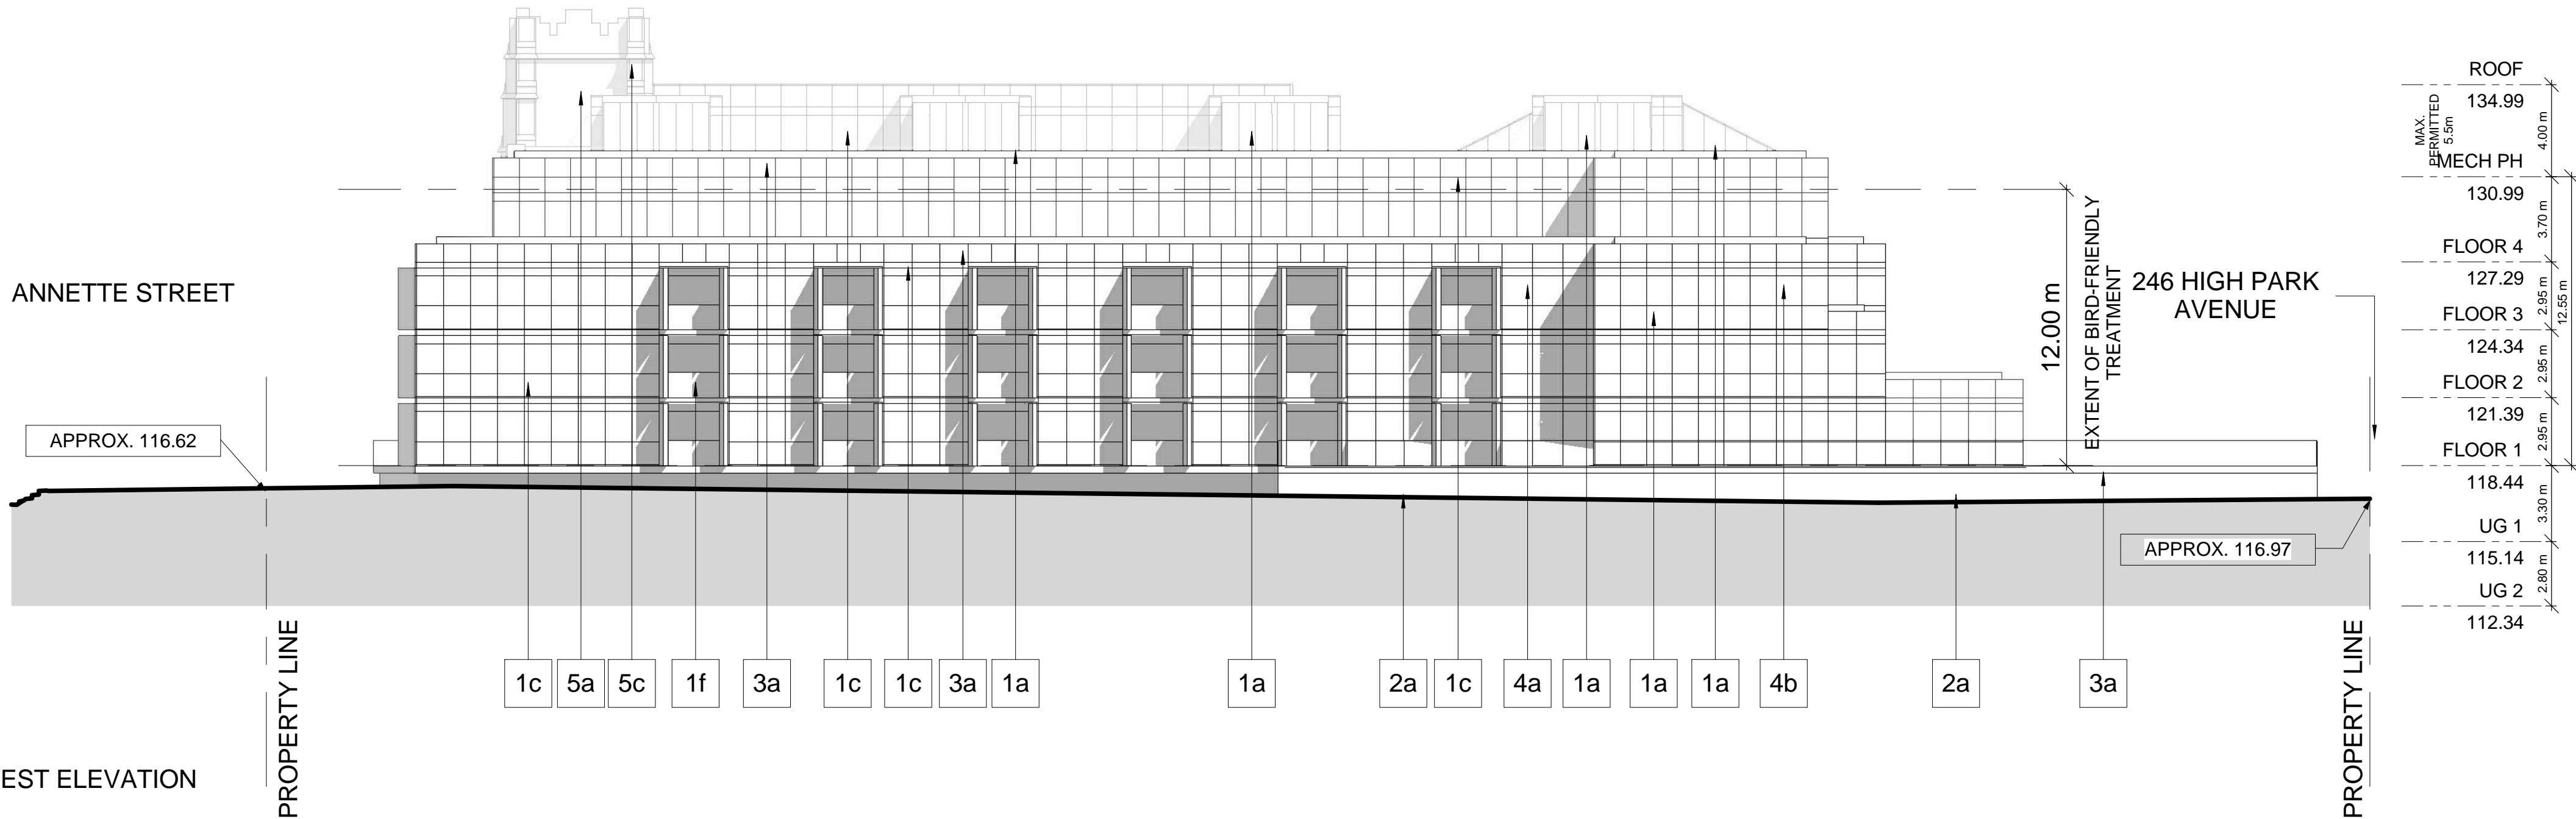 ANNETTE STREET
APPROX. 116.62
PROPERTY LINE
EST ELEVATION
1c
5a
5c
1f
3a
1c
1c
3a
1a
1a
2a
1c
4a
1a
1a
1a
4b
2a
3a
12.00 m
EXTENT OF BIRD-FRIENDLY
TREATMENT
246 HIGH PARK
AVENUE
APPROX. 116.97
PROPERTY LINE
ROOF
134.99
MAX.
PERMITTED
5.5m
4.00 m
MECH PH
130.99
3.70 m
FLOOR 4
127.29
2.95 m
FLOOR 3
124.34
2.95 m
FLOOR 2
121.39
2.95 m
FLOOR 1
118.44
12.55 m
3.30 m
UG 1
115.14
2.80 m
UG 2
112.34